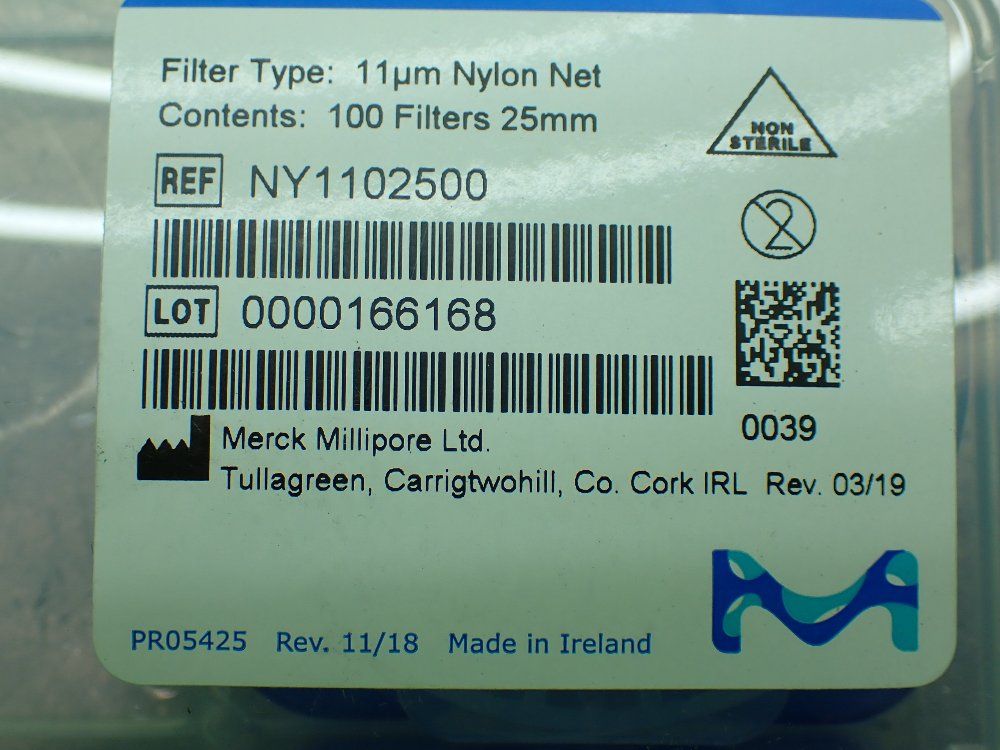 Filter Type: 11µm Nylon Net
Contents: 100 Filters 25mm
NON
STERILE
REF NY1102500
2
LOT 0000166168
0039
Merck Millipore Ltd.
Tullagreen, Carrigtwohill, Co. Cork IRL Rev. 03/19
PR05425 Rev. 11/18 Made in Ireland